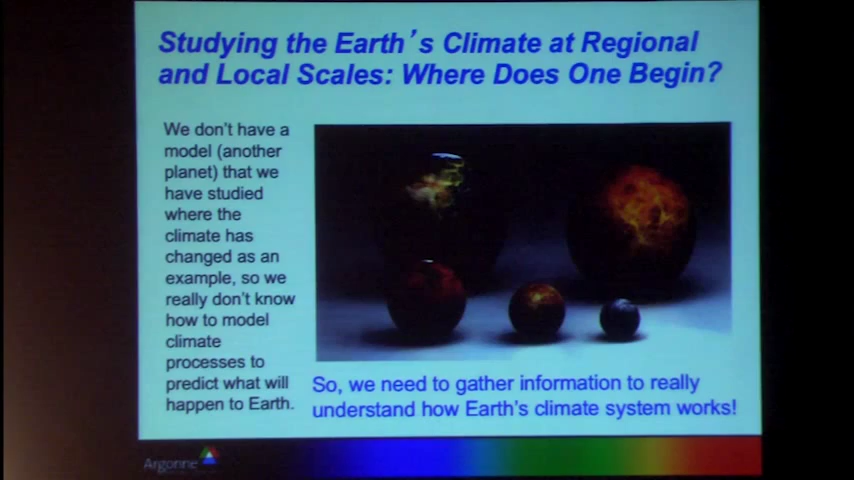 Studying the Earth's Climate at Regional
and Local Scales: Where Does One Begin?
We don't have a
model (another
planet) that we
have studied
where the
climate has
changed as an
example, so we
really don't know
how to model
climate
processes to
predict what will
happen to Earth.
So, we need to gather information to really
understand how Earth's climate system works!
Argonne